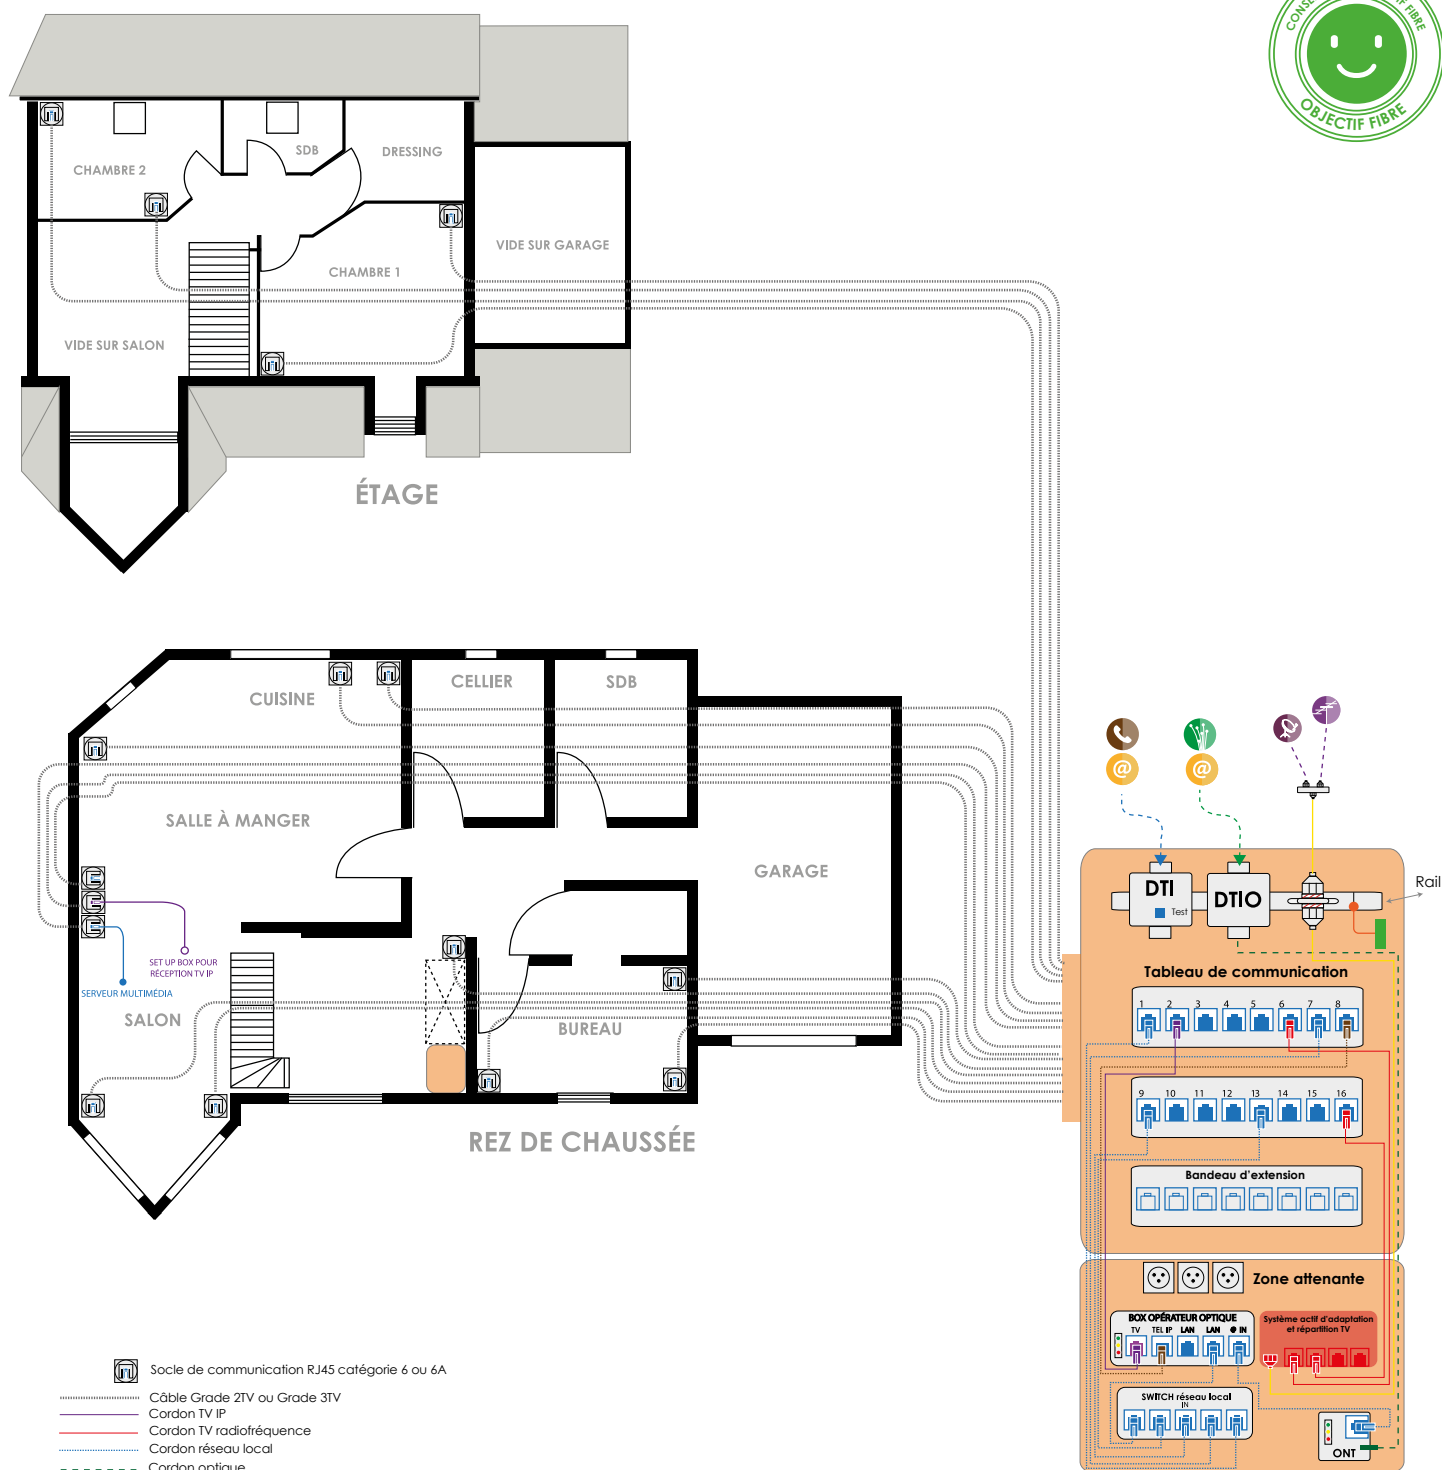 OBJECTIF FIBRE
SDB
DRESSING
CHAMBRE 2
VIDE SUR GARAGE
CHAMBRE 1
VIDE SUR SALON
ÉTAGE
CUISINE
CELLIER
SDB
SALLE À MANGER
GARAGE
SET UP BOX POUR
RÉCEPTION TV IP
SERVEUR MULTIMÉDIA
SALON
BUREAU
REZ DE CHAUSSÉE
@
@
DTI
Test
DTIO
Rail
Tableau de communication
1 2 3 4 5 6 7 8
9 10 11 12 13 14 15 16
Bandeau d'extension
Zone attenante
BOX OPÉRATEUR OPTIQUE
TV TEL IP LAN LAN @ IN
Système actif d'adaptation
et répartition TV
SWITCH réseau local
IN
ONT
Socle de communication RJ45 catégorie 6 ou 6A
Câble Grade 2TV ou Grade 3TV
Cordon TV IP
Cordon TV radiofréquence
Cordon réseau local
Cordon optique